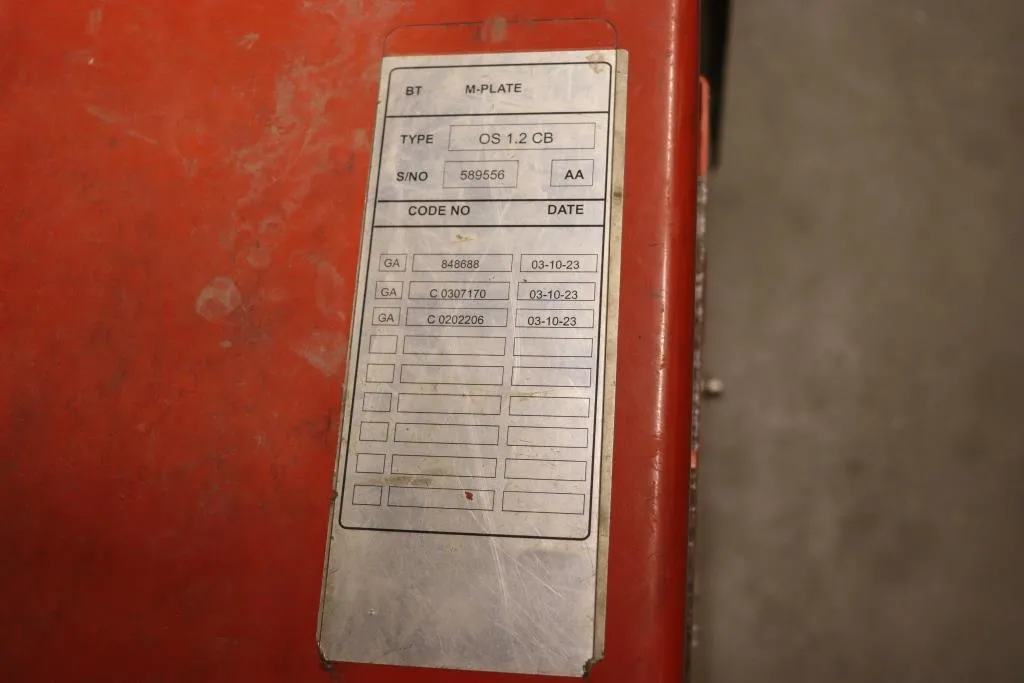 BT M-PLATE
TYPE OS 1.2 CB
S/NO 589556 AA
CODE NO DATE
GA 848688 03-10-23
GA C 0307170 03-10-23
GA C 0202206 03-10-23